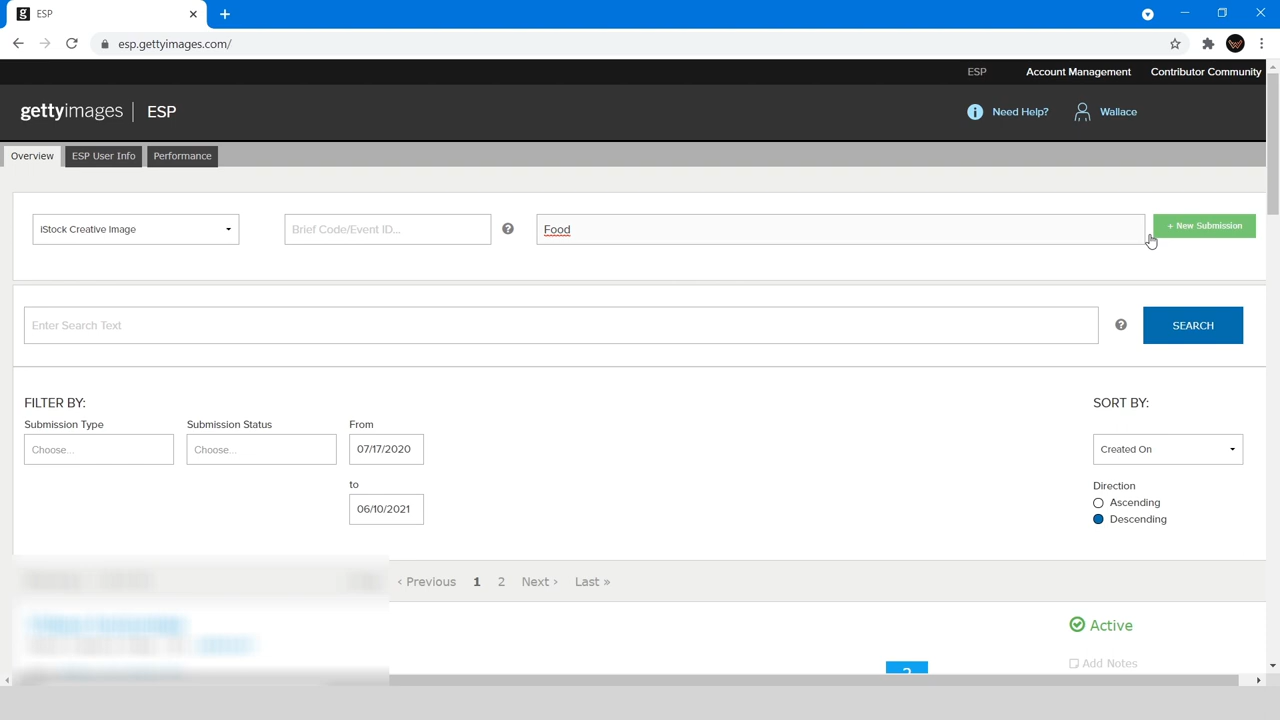 g ESP
esp.gettyimages.com/
ESP Account Management Contributor Community
gettyimages ESP
i Need Help? Wallace
Overview ESP User Info Performance
iStock Creative Image Brief Code/Event ID... ? Food + New Submission
Enter Search Text ? SEARCH
FILTER BY: SORT BY:
Submission Type Submission Status From
Choose... Choose... 07/17/2020 Created On
to Direction
06/10/2021 Ascending
Descending
‹ Previous 1 2 Next › Last »
Active
Add Notes